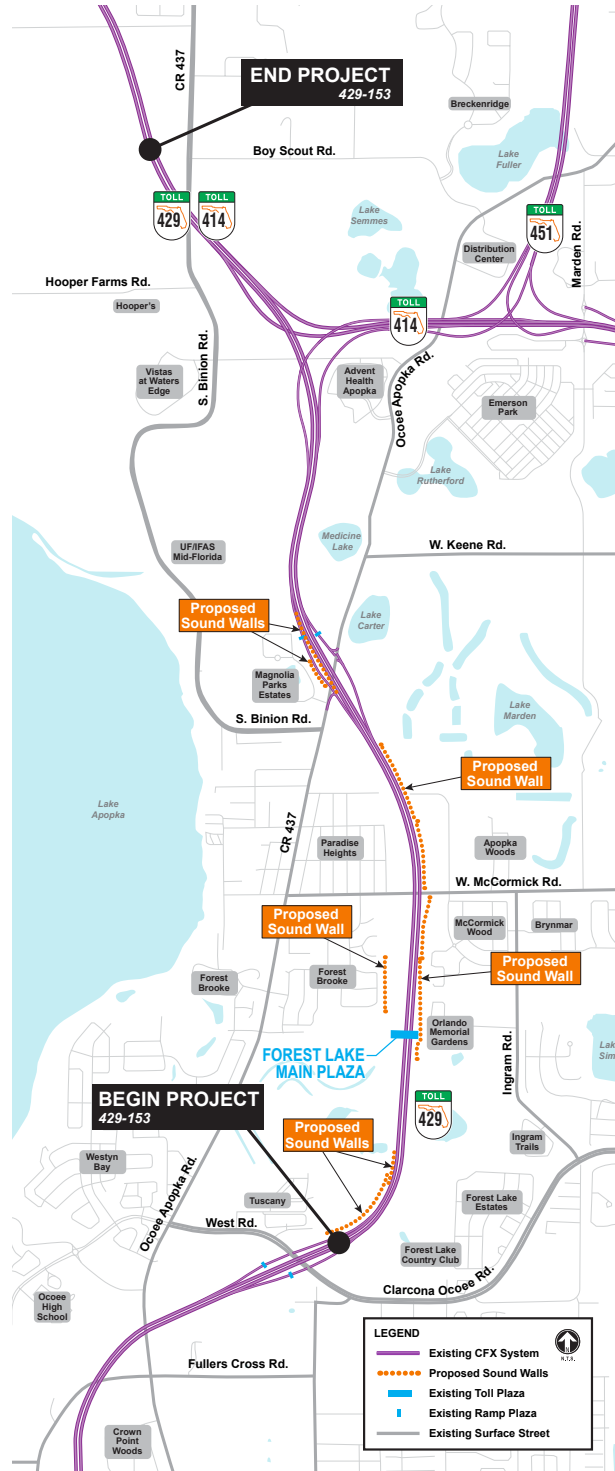 CR 437
END PROJECT
429-153
Breckenridge
Boy Scout Rd.
Lake
Fuller
TOLL
429
TOLL
414
Lake
Semmes
TOLL
451
Marden Rd.
Distribution
Center
Hooper Farms Rd.
Hooper's
TOLL
414
S. Binion Rd.
Vistas
at Waters
Edge
Advent
Health
Apopka
Ocoee Apopka Rd.
Emerson
Park
Lake
Rutherford
Medicine
Lake
UF/IFAS
Mid-Florida
W. Keene Rd.
Proposed
Sound Walls
Lake
Carter
Magnolia
Parks
Estates
Lake
Marden
S. Binion Rd.
Proposed
Sound Wall
Lake
Apopka
CR 437
Paradise
Heights
Apopka
Woods
W. McCormick Rd.
Proposed
Sound Wall
McCormick
Wood
Brynmar
Proposed
Sound Wall
Forest
Brooke
Forest
Brooke
Orlando
Memorial
Gardens
Ingram Rd.
Lake
Sim
FOREST LAKE
MAIN PLAZA
BEGIN PROJECT
429-153
TOLL
429
Proposed
Sound Walls
Ingram
Trails
Westyn
Bay
Ocoee Apopka Rd.
Tuscany
Forest Lake
Estates
West Rd.
Forest Lake
Country Club
Clarcona Ocoee Rd.
Ocoee
High
School
Fullers Cross Rd.
Crown
Point
Woods
LEGEND
N
N.T.S.
Existing CFX System
Proposed Sound Walls
Existing Toll Plaza
Existing Ramp Plaza
Existing Surface Street